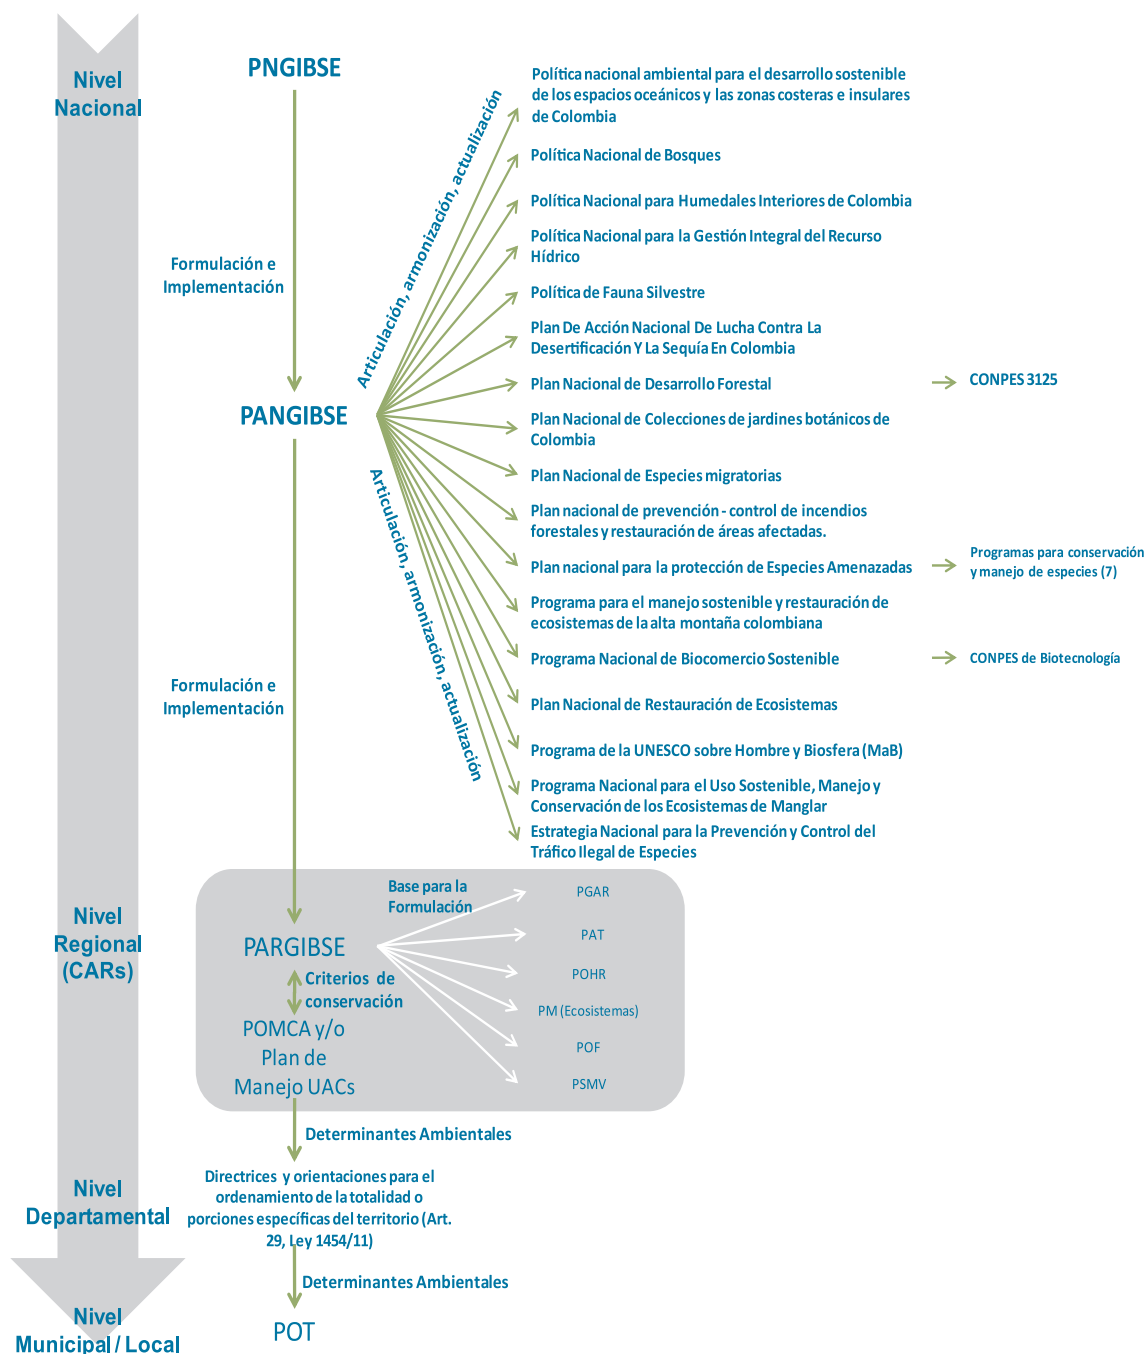 Nivel
Nacional
PNGIBSE
Formulación e
Implementación
PANGIBSE
Articulación, armonización, actualización
Articulación, armonización, actualización
Política nacional ambiental para el desarrollo sostenible
de los espacios oceánicos y las zonas costeras e insulares
de Colombia
Política Nacional de Bosques
Política Nacional para Humedales Interiores de Colombia
Política Nacional para la Gestión Integral del Recurso
Hídrico
Política de Fauna Silvestre
Plan De Acción Nacional De Lucha Contra La
Desertificación Y La Sequía En Colombia
Plan Nacional de Desarrollo Forestal
CONPES 3125
Plan Nacional de Colecciones de jardines botánicos de
Colombia
Plan Nacional de Especies migratorias
Plan nacional de prevención - control de incendios
forestales y restauración de áreas afectadas.
Plan nacional para la protección de Especies Amenazadas
Programas para conservación
y manejo de especies (7)
Programa para el manejo sostenible y restauración de
ecosistemas de la alta montaña colombiana
Programa Nacional de Biocomercio Sostenible
CONPES de Biotecnología
Plan Nacional de Restauración de Ecosistemas
Programa de la UNESCO sobre Hombre y Biosfera (MaB)
Programa Nacional para el Uso Sostenible, Manejo y
Conservación de los Ecosistemas de Manglar
Estrategia Nacional para la Prevención y Control del
Tráfico Ilegal de Especies
Formulación e
Implementación
Nivel
Regional
(CARs)
PARGIBSE
Base para la
Formulación
PGAR
PAT
POHR
PM (Ecosistemas)
POF
PSMV
Criterios de
conservación
POMCA y/o
Plan de
Manejo UACs
Determinantes Ambientales
Nivel
Departamental
Directrices y orientaciones para el
ordenamiento de la totalidad o
porciones específicas del territorio (Art.
29, Ley 1454/11)
Determinantes Ambientales
Nivel
Municipal / Local
POT